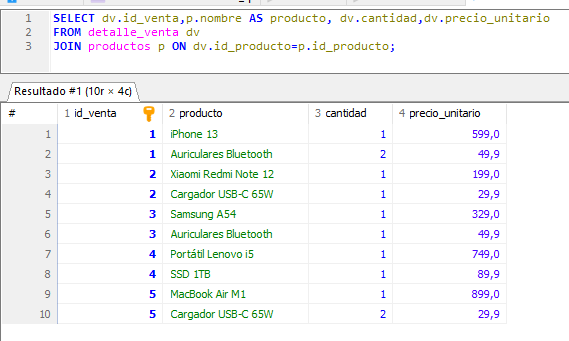 1 SELECT dv.id_venta,p.nombre AS producto, dv.cantidad,dv.precio_unitario
2 FROM detalle_venta dv
3 JOIN productos p ON dv.id_producto=p.id_producto;
Resultado #1 (10r × 4c)
# 1 id_venta 2 producto 3 cantidad 4 precio_unitario
1 1 iPhone 13 1 599,0
2 1 Auriculares Bluetooth 2 49,9
3 2 Xiaomi Redmi Note 12 1 199,0
4 2 Cargador USB-C 65W 1 29,9
5 3 Samsung A54 1 329,0
6 3 Auriculares Bluetooth 1 49,9
7 4 Portátil Lenovo i5 1 749,0
8 4 SSD 1TB 1 89,9
9 5 MacBook Air M1 1 899,0
10 5 Cargador USB-C 65W 2 29,9